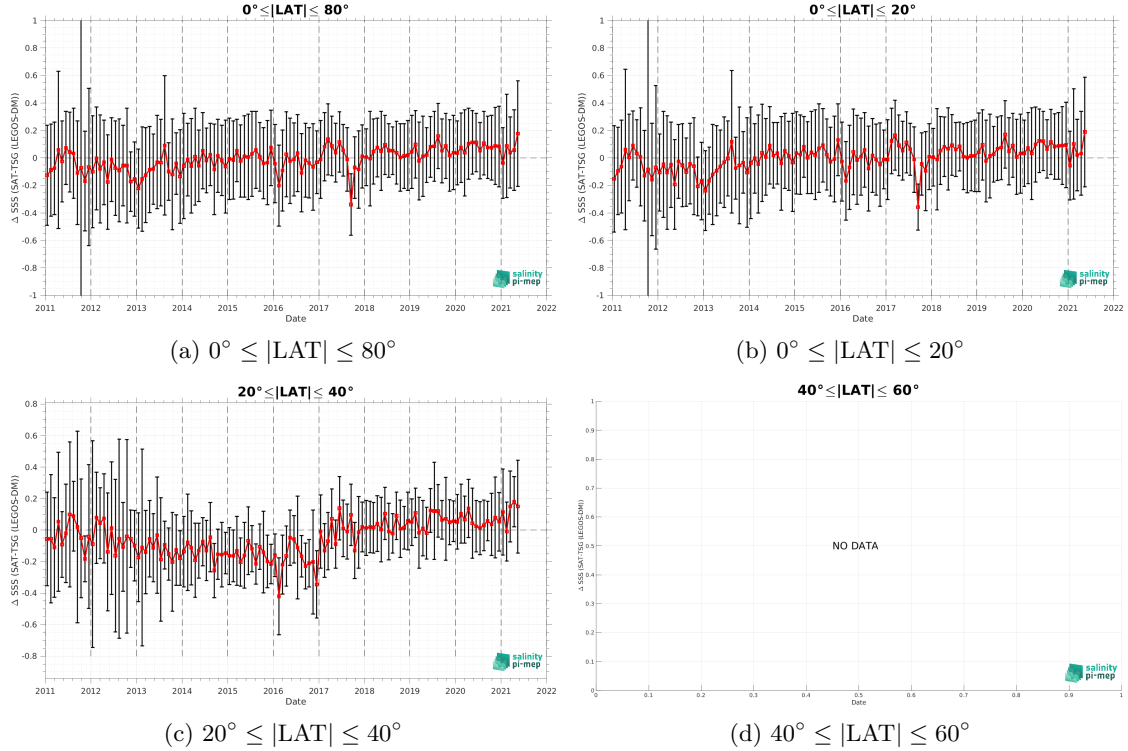 0°≤|LAT|≤ 80°
Δ SSS (SAT-TSG (LEGOS-DM))
1
0.8
0.6
0.4
0.2
0
-0.2
-0.4
-0.6
-0.8
-1
2011 2012 2013 2014 2015 2016 2017 2018 2019 2020 2021 2022
Date
salinity
pi-mep
(a) 0° ≤ |LAT| ≤ 80°
0°≤|LAT|≤ 20°
Δ SSS (SAT-TSG (LEGOS-DM))
1
0.8
0.6
0.4
0.2
0
-0.2
-0.4
-0.6
-0.8
-1
2011 2012 2013 2014 2015 2016 2017 2018 2019 2020 2021 2022
Date
salinity
pi-mep
(b) 0° ≤ |LAT| ≤ 20°
20°≤|LAT|≤ 40°
Δ SSS (SAT-TSG (LEGOS-DM))
0.8
0.6
0.4
0.2
0
-0.2
-0.4
-0.6
-0.8
2011 2012 2013 2014 2015 2016 2017 2018 2019 2020 2021 2022
Date
salinity
pi-mep
(c) 20° ≤ |LAT| ≤ 40°
40°≤|LAT|≤ 60°
Δ SSS (SAT-TSG (LEGOS-DM))
1
0.9
0.8
0.7
0.6
0.5
0.4
0.3
0.2
0.1
0
NO DATA
0 0.1 0.2 0.3 0.4 0.5 0.6 0.7 0.8 0.9 1
Date
salinity
pi-mep
(d) 40° ≤ |LAT| ≤ 60°